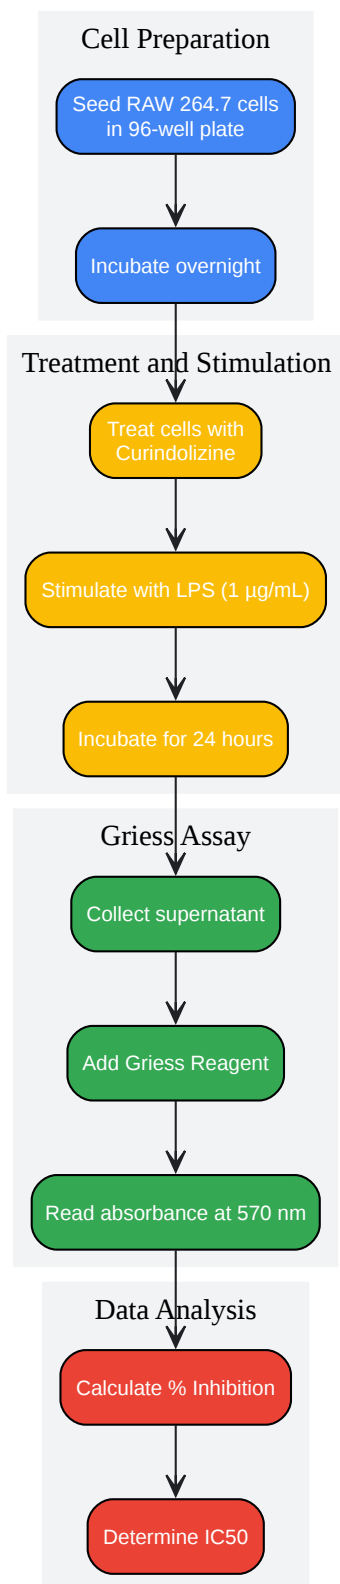 Cell Preparation
Seed RAW 264.7 cells
in 96-well plate
Incubate overnight
Treatment and Stimulation
Treat cells with
Curindolizine
Stimulate with LPS (1 µg/mL)
Incubate for 24 hours
Griess Assay
Collect supernatant
Add Griess Reagent
Read absorbance at 570 nm
Data Analysis
Calculate % Inhibition
Determine IC50